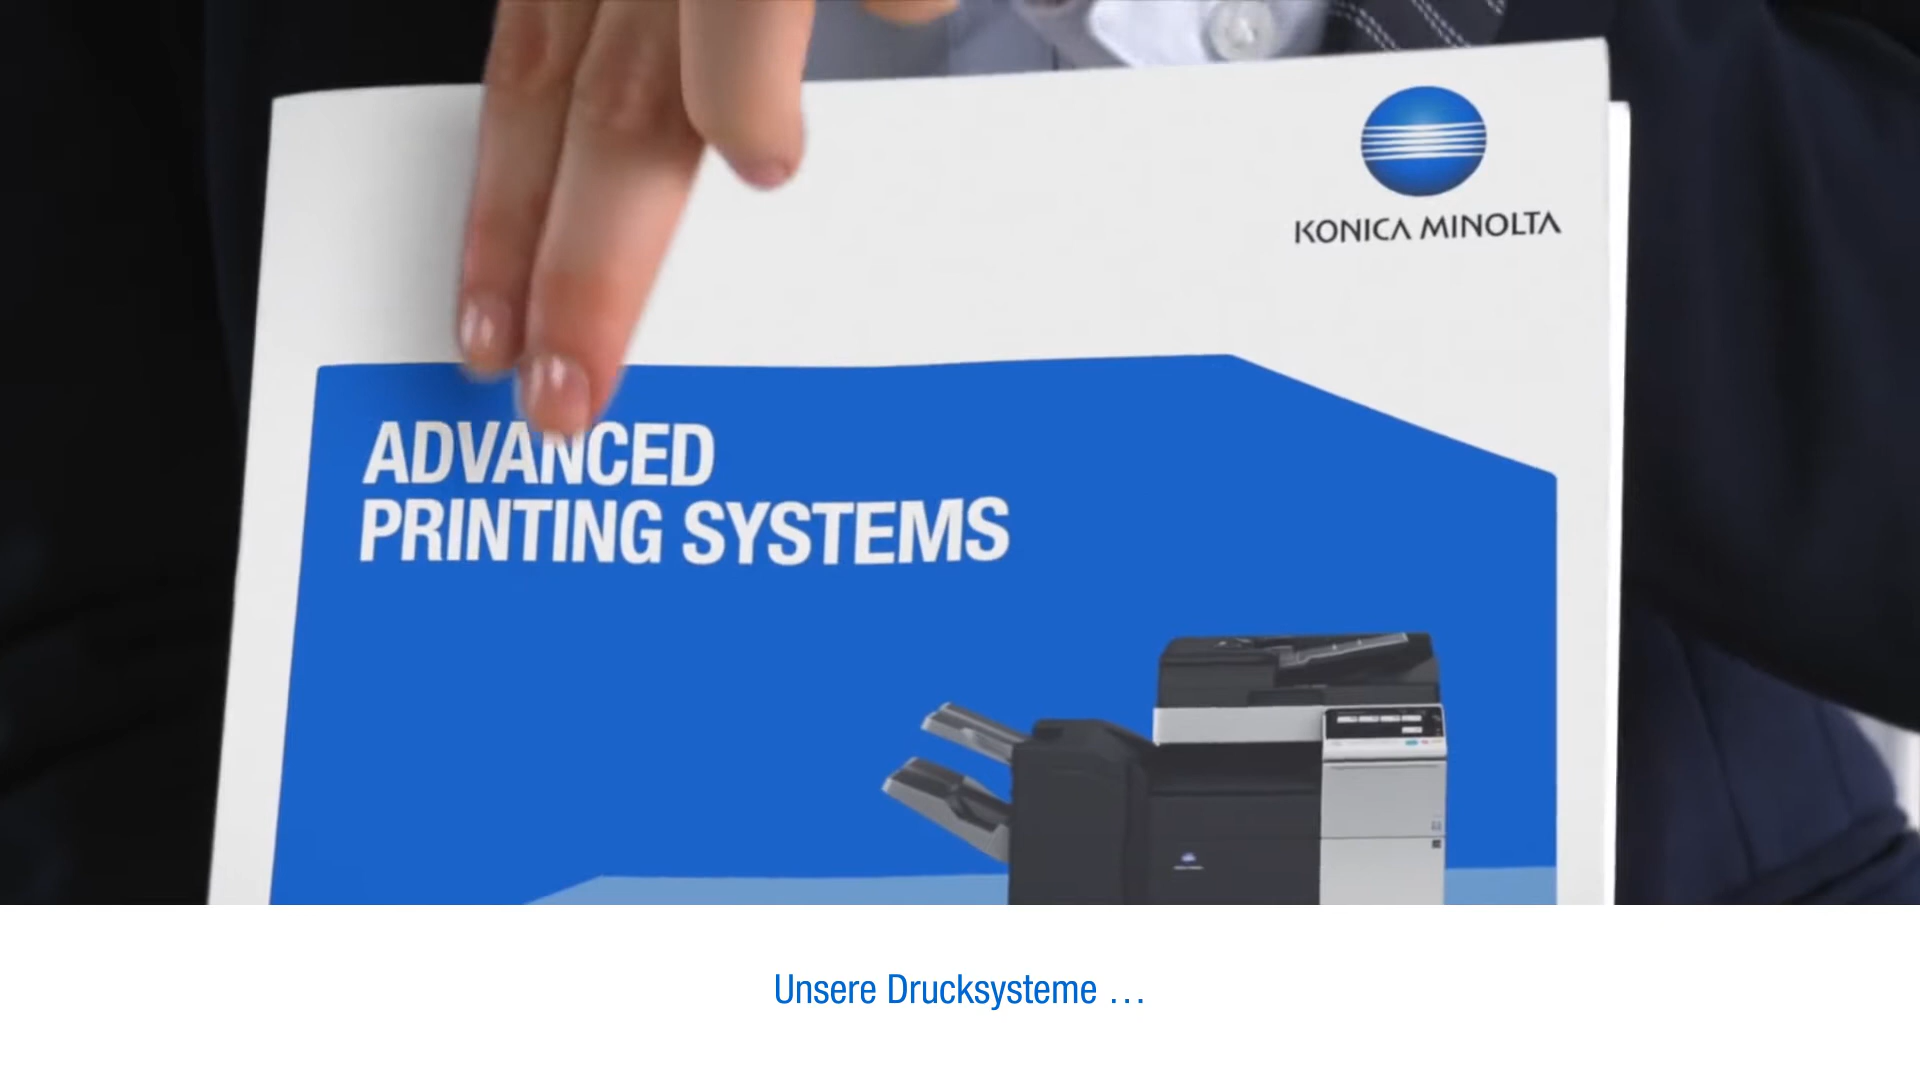 KONICA MINOLTA
ADVANCED
PRINTING SYSTEMS
Unsere Drucksysteme …